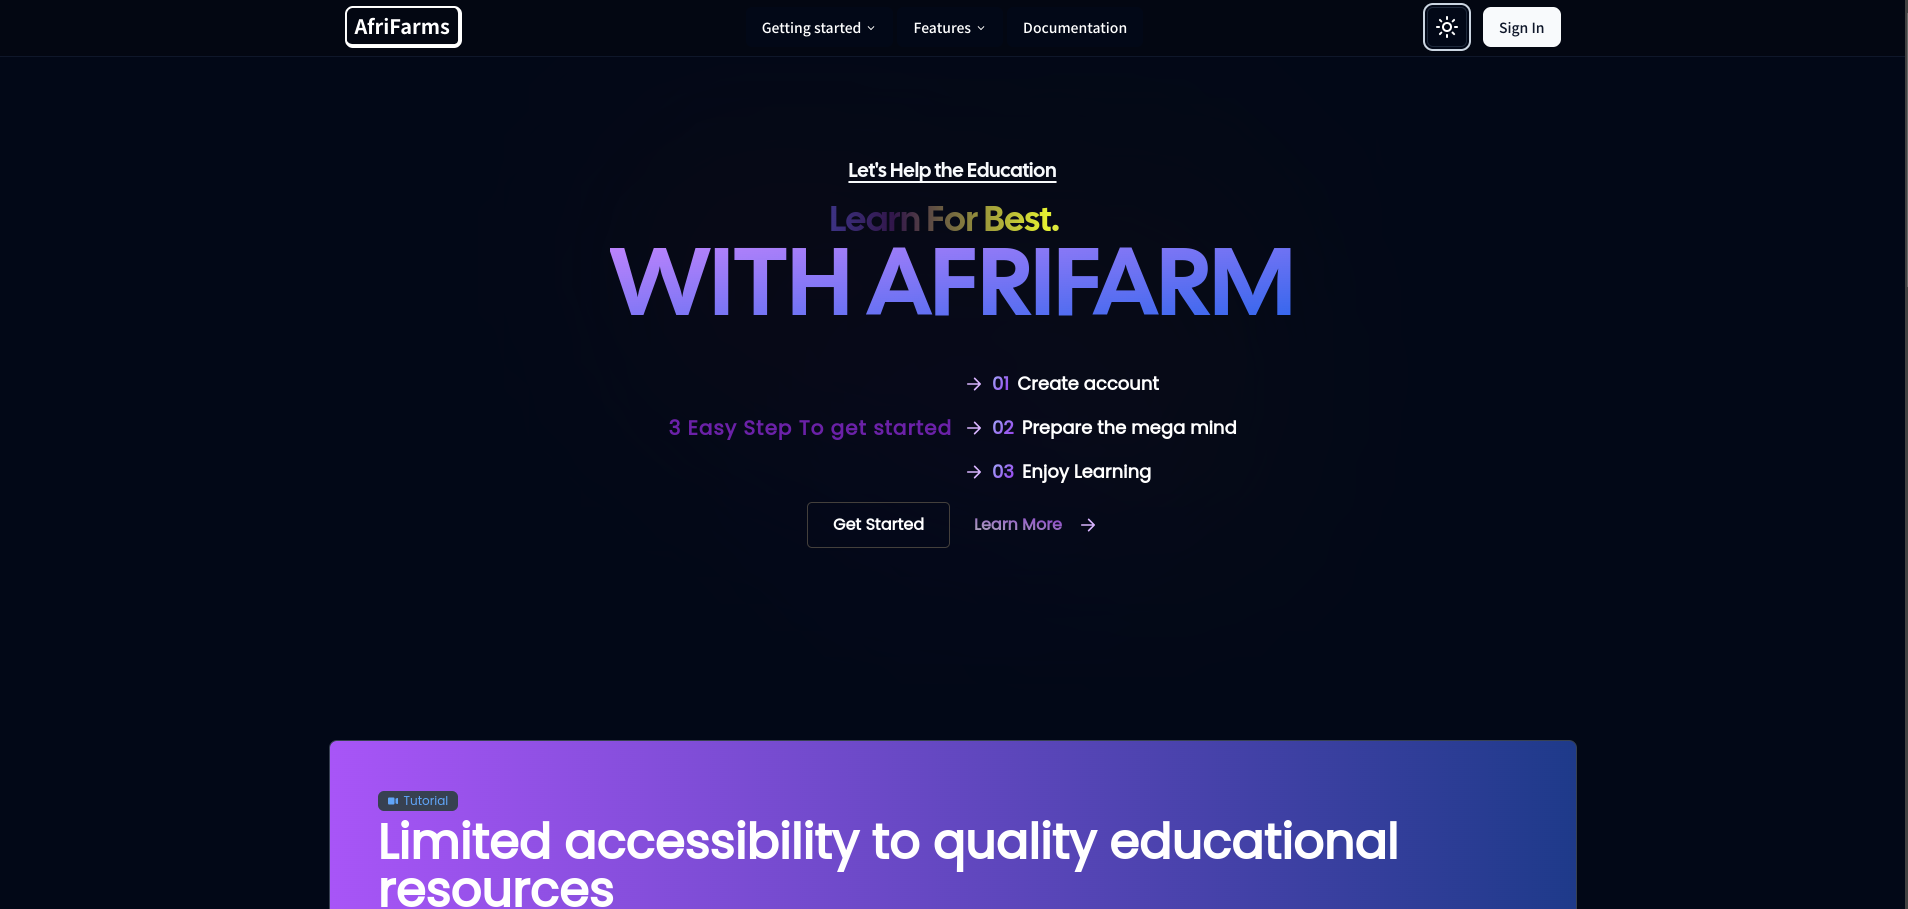 AfriFarms
Getting started
Features
Documentation
Sign In
Let's Help the Education
Learn For Best.
WITH AFRIFARM
3 Easy Step To get started
01 Create account
02 Prepare the mega mind
03 Enjoy Learning
Get Started
Learn More
Tutorial
Limited accessibility to quality educational
resources